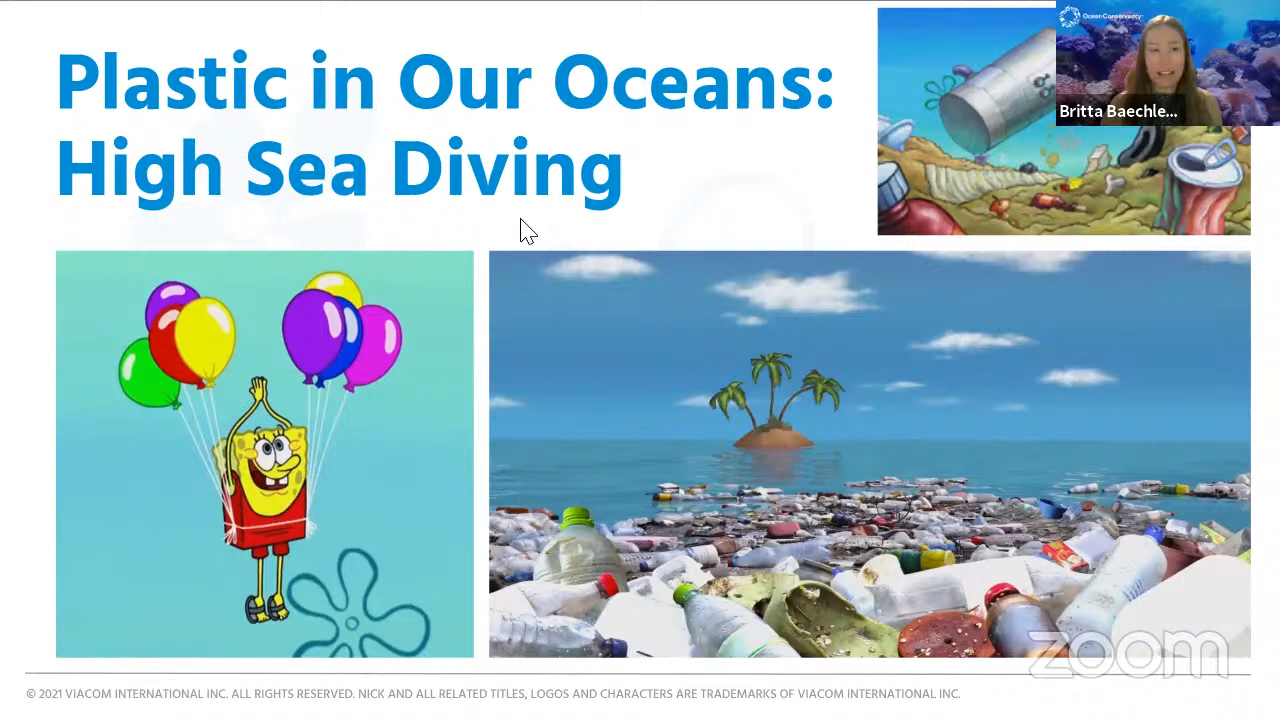 Plastic in Our Oceans:
High Sea Diving
Ocean Conservancy
Britta Baechle...
zoom
© 2021 VIACOM INTERNATIONAL INC. ALL RIGHTS RESERVED. NICK AND ALL RELATED TITLES, LOGOS AND CHARACTERS ARE TRADEMARKS OF VIACOM INTERNATIONAL INC.